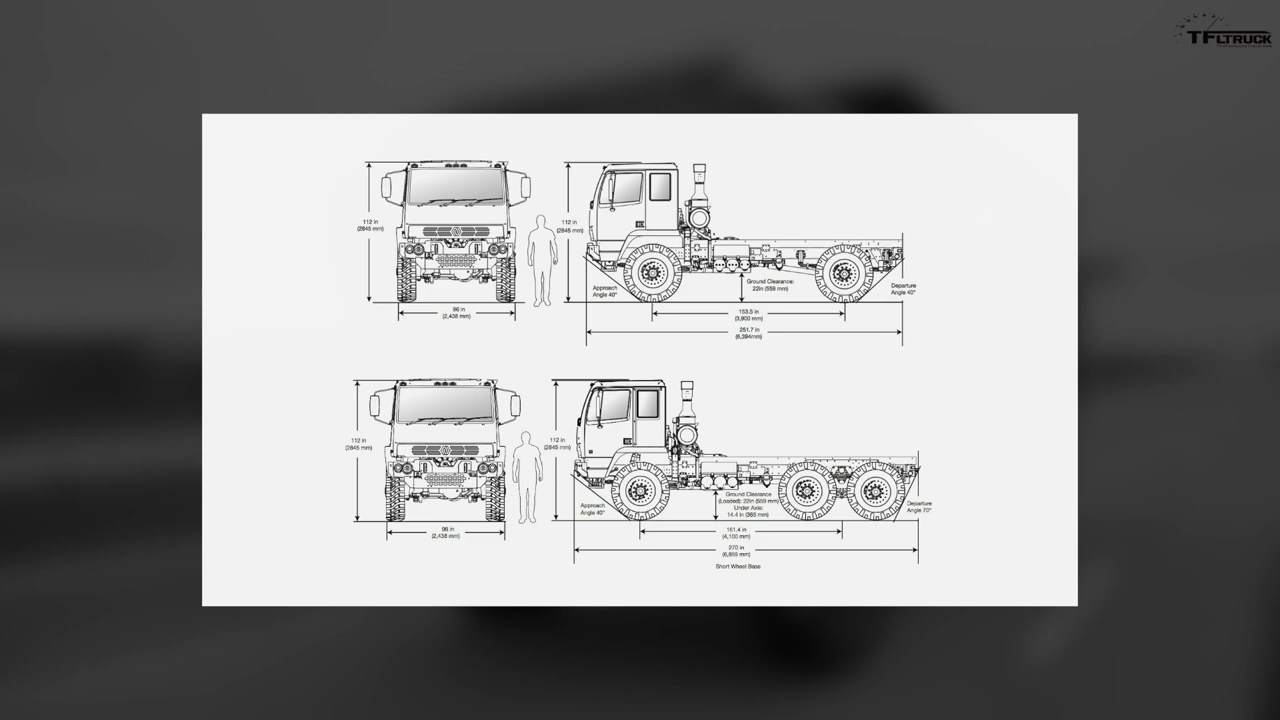 TFLTRUCK
112 in
(2845 mm)
96 in
(2,438 mm)
112 in
(2845 mm)
Approach
Angle 40°
Ground Clearance:
22in (559 mm)
Departure
Angle 40°
153.5 in
(3,900 mm)
251.7 in
(6,394mm)
112 in
(2845 mm)
96 in
(2,438 mm)
112 in
(2845 mm)
Approach
Angle 40°
Ground Clearance
(Loaded): 22in (559 mm)
Under Axle:
14.4 in (365 mm)
Departure
Angle 70°
161.4 in
(4,100 mm)
270 in
(6,855 mm)
Short Wheel Base